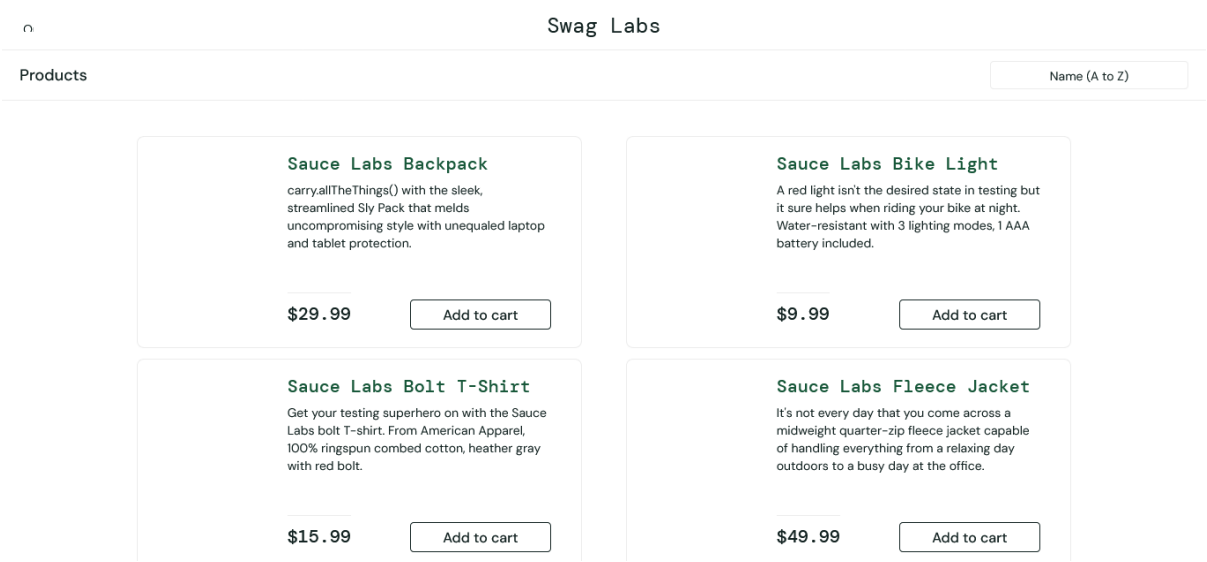 Swag Labs
Products
Name (A to Z)
Sauce Labs Backpack
carry.allTheThings() with the sleek,
streamlined Sly Pack that melds
uncompromising style with unequaled laptop
and tablet protection.
$29.99
Add to cart
Sauce Labs Bike Light
A red light isn't the desired state in testing but
it sure helps when riding your bike at night.
Water-resistant with 3 lighting modes, 1 AAA
battery included.
$9.99
Add to cart
Sauce Labs Bolt T-Shirt
Get your testing superhero on with the Sauce
Labs bolt T-shirt. From American Apparel,
100% ringspun combed cotton, heather gray
with red bolt.
$15.99
Add to cart
Sauce Labs Fleece Jacket
It's not every day that you come across a
midweight quarter-zip fleece jacket capable
of handling everything from a relaxing day
outdoors to a busy day at the office.
$49.99
Add to cart